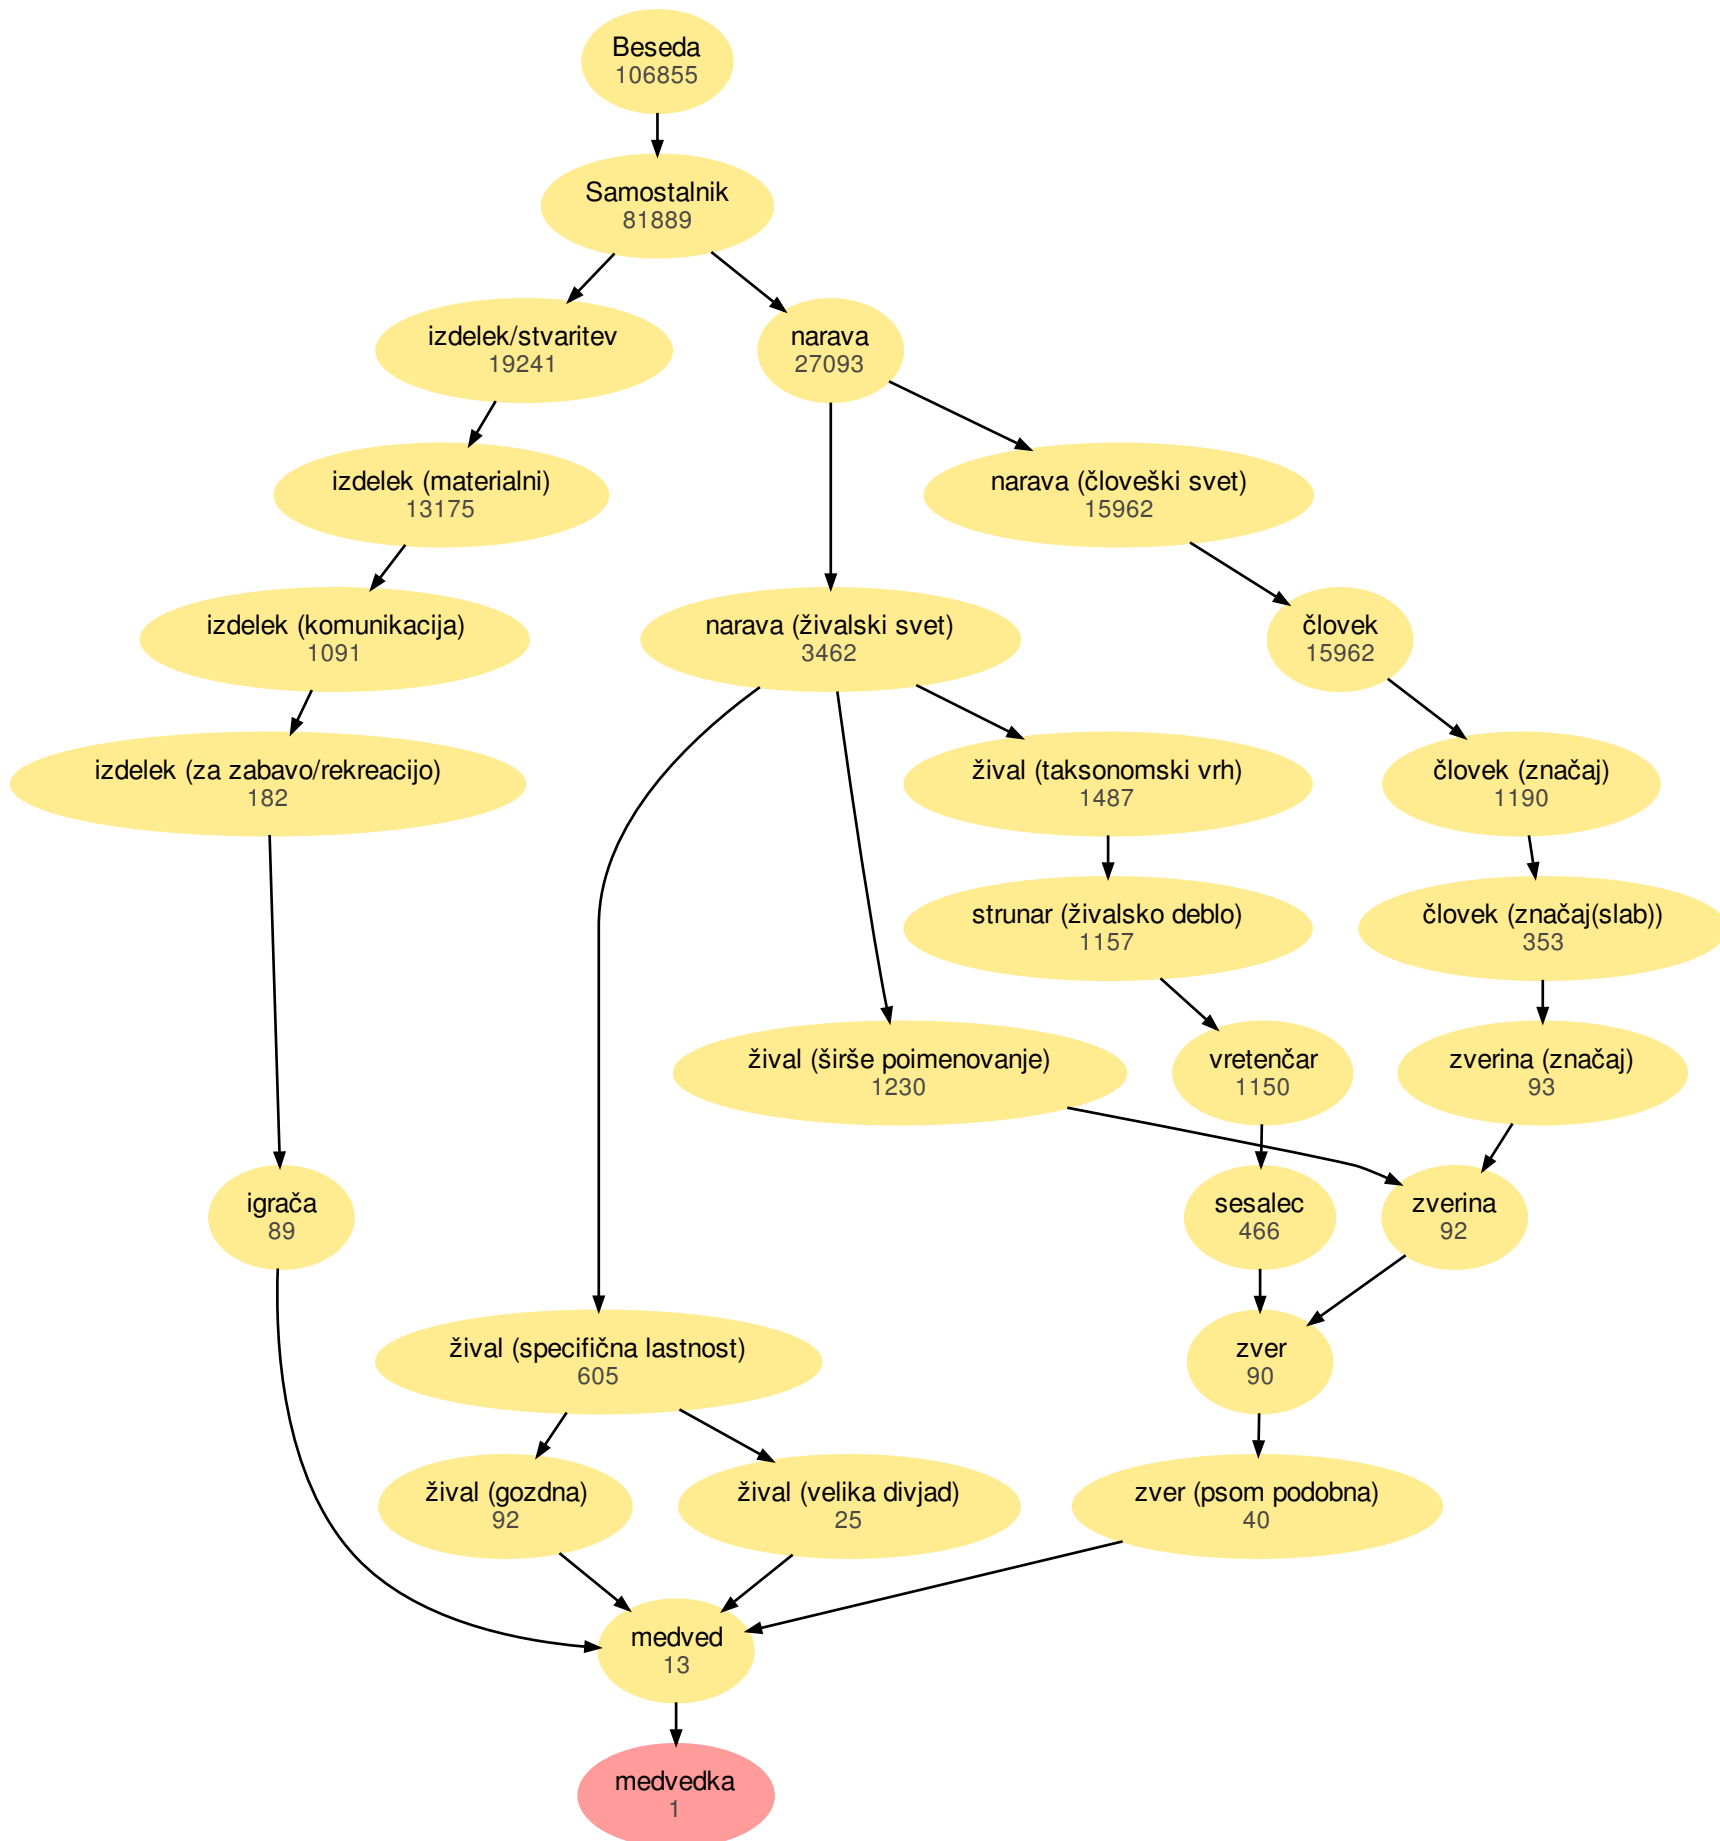 Beseda
106855
Samostalnik
81889
izdelek/stvaritev
19241
narava
27093
izdelek (materialni)
13175
narava (človeški svet)
15962
izdelek (komunikacija)
1091
narava (živalski svet)
3462
človek
15962
izdelek (za zabavo/rekreacijo)
182
žival (taksonomski vrh)
1487
človek (značaj)
1190
strunar (živalsko deblo)
1157
človek (značaj(slab))
353
žival (širše poimenovanje)
1230
vretenčar
1150
zverina (značaj)
93
igrača
89
sesalec
466
zverina
92
žival (specifična lastnost)
605
zver
90
žival (gozdna)
92
žival (velika divjad)
25
zver (psom podobna)
40
medved
13
medvedka
1